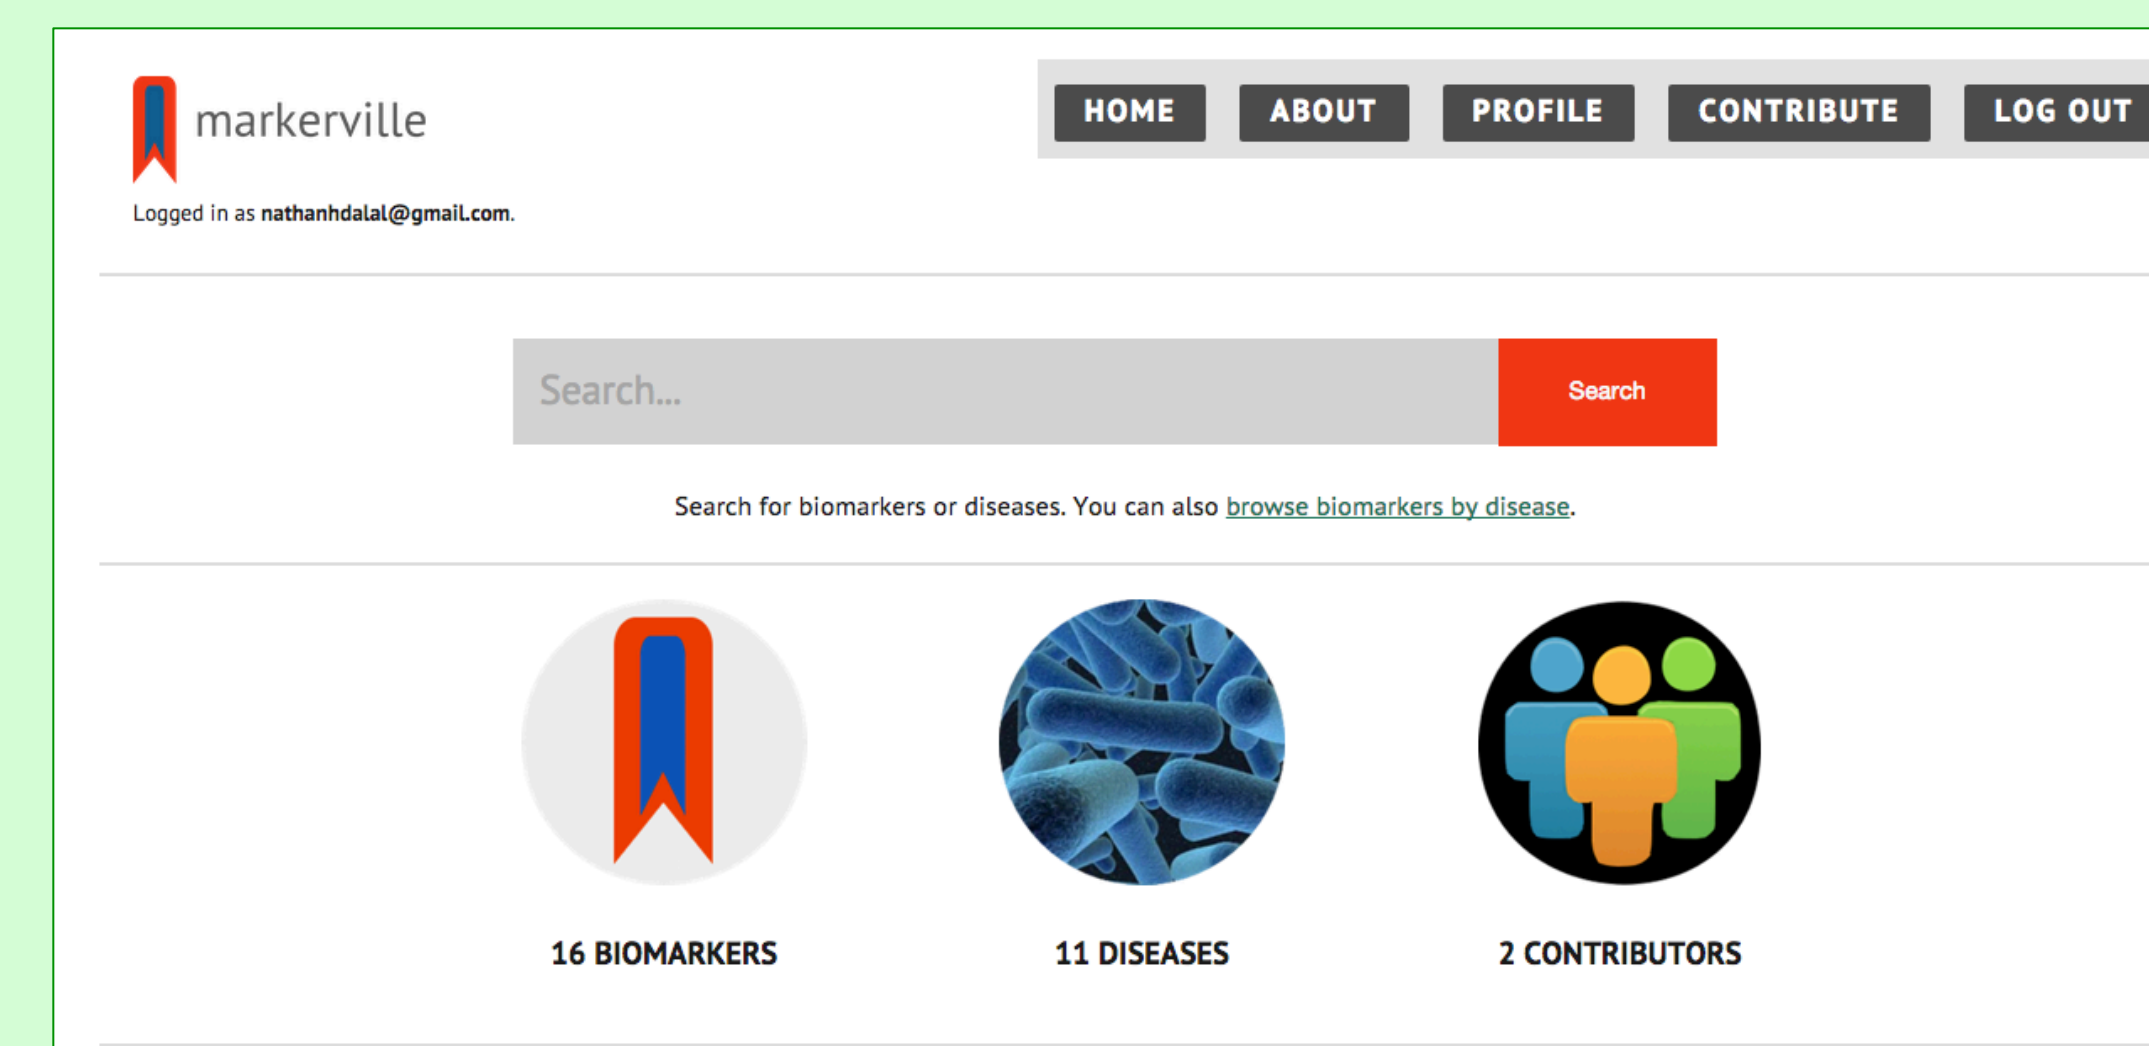 markerville
HOME ABOUT PROFILE CONTRIBUTE LOG OUT
Logged in as nathanhdalal@gmail.com.
Search... Search
Search for biomarkers or diseases. You can also browse biomarkers by disease.
16 BIOMARKERS 11 DISEASES 2 CONTRIBUTORS